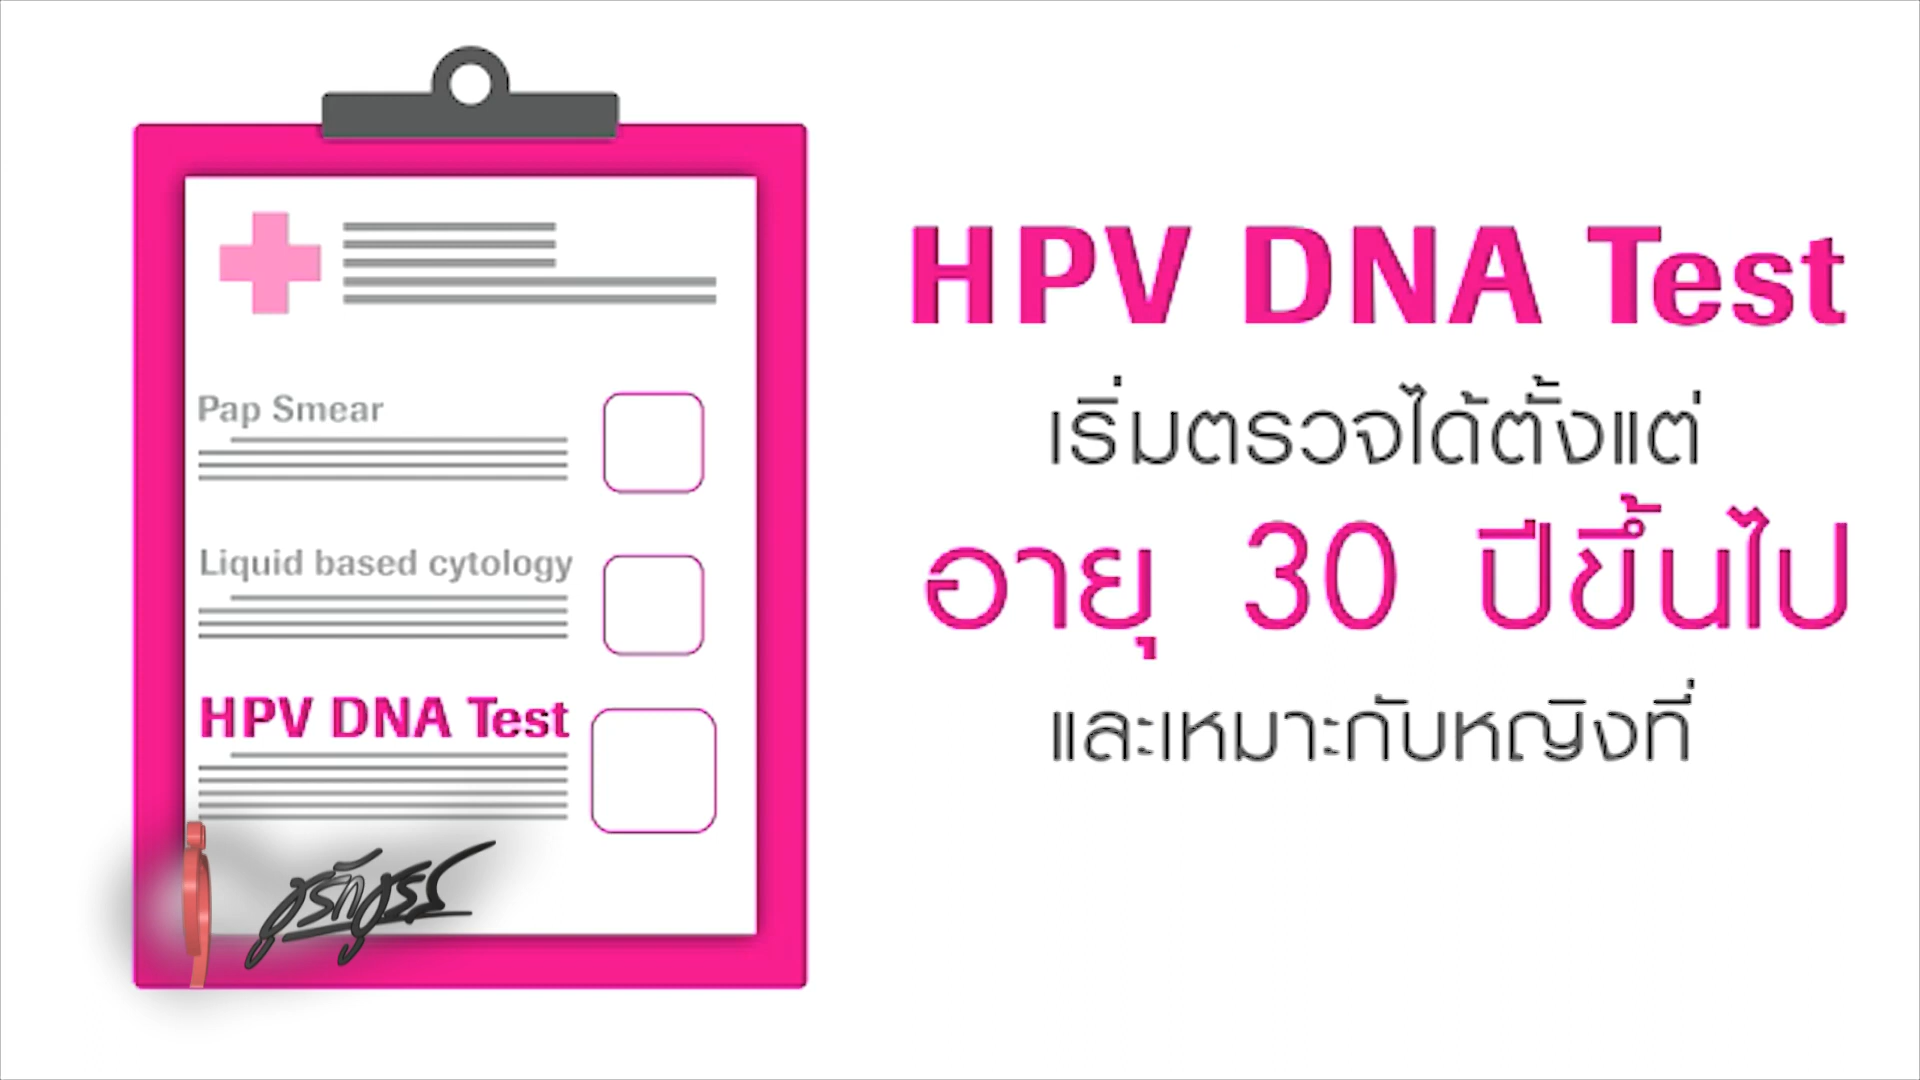 Pap Smear
Liquid based cytology
HPV DNA Test
HPV DNA Test
เริ่มตรวจได้ตั้งแต่
อายุ 30 ปีขึ้นไป
และเหมาะกับหญิงที่